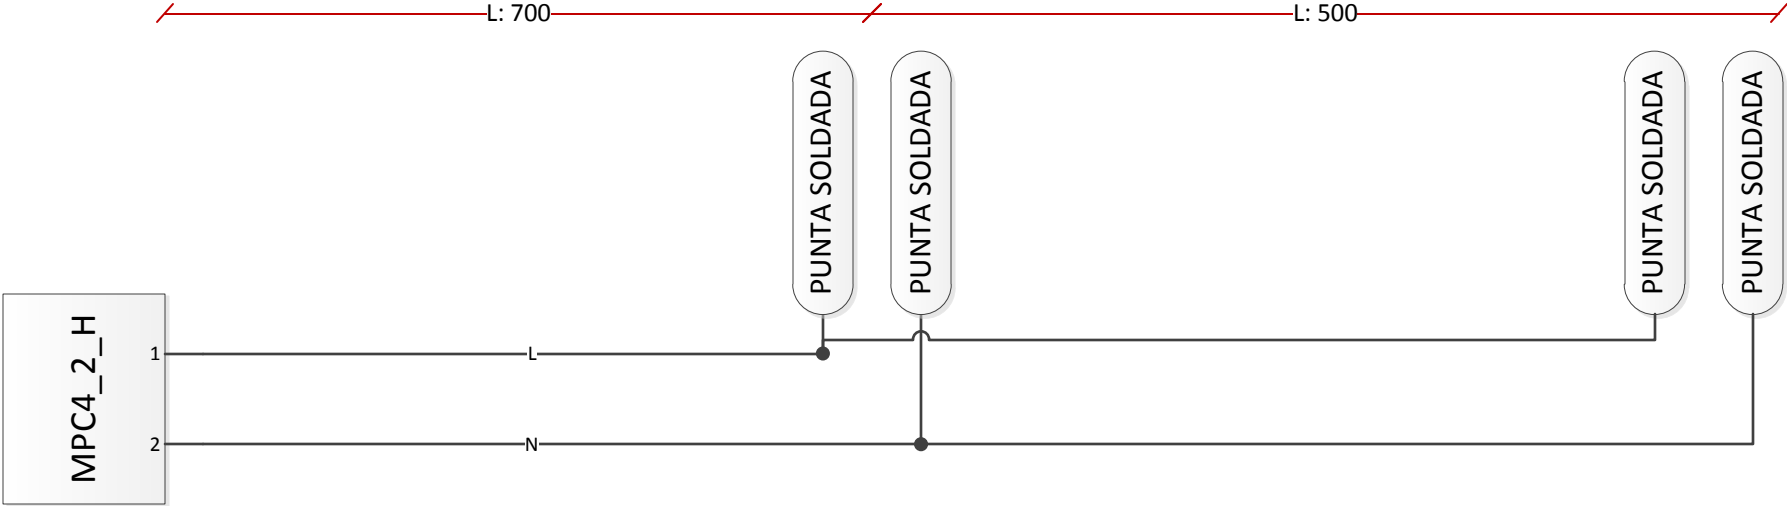 L: 700
L: 500
PUNTA SOLDADA
PUNTA SOLDADA
PUNTA SOLDADA
PUNTA SOLDADA
MPC4_2_H
1
L
2
N